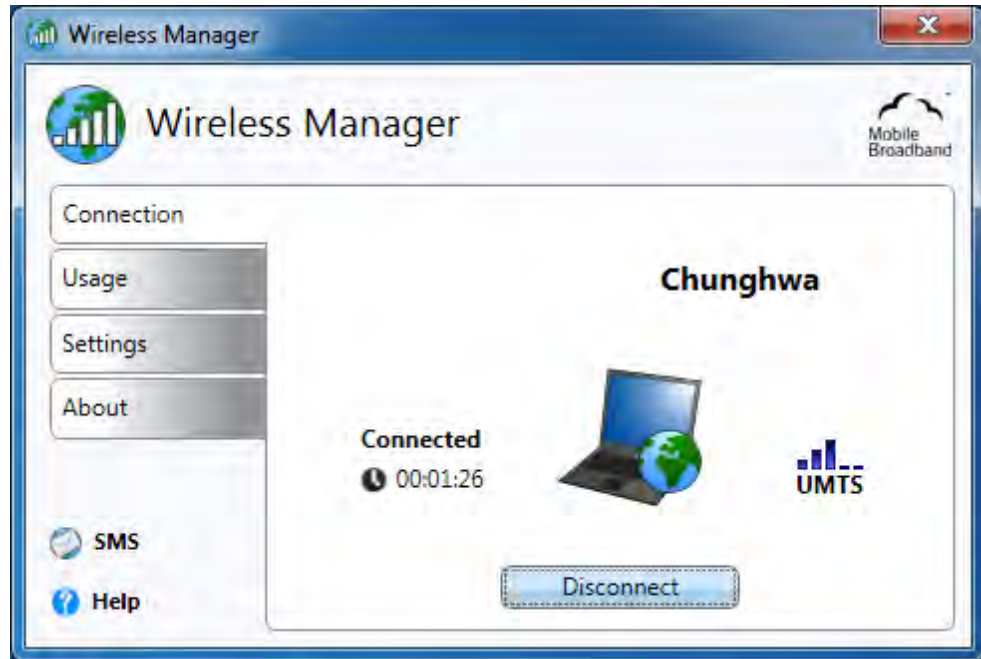 Wireless Manager
Wireless Manager
Mobile
Broadband
Connection
Usage
Settings
About
SMS
Help
Chunghwa
Connected
00:01:26
UMTS
Disconnect